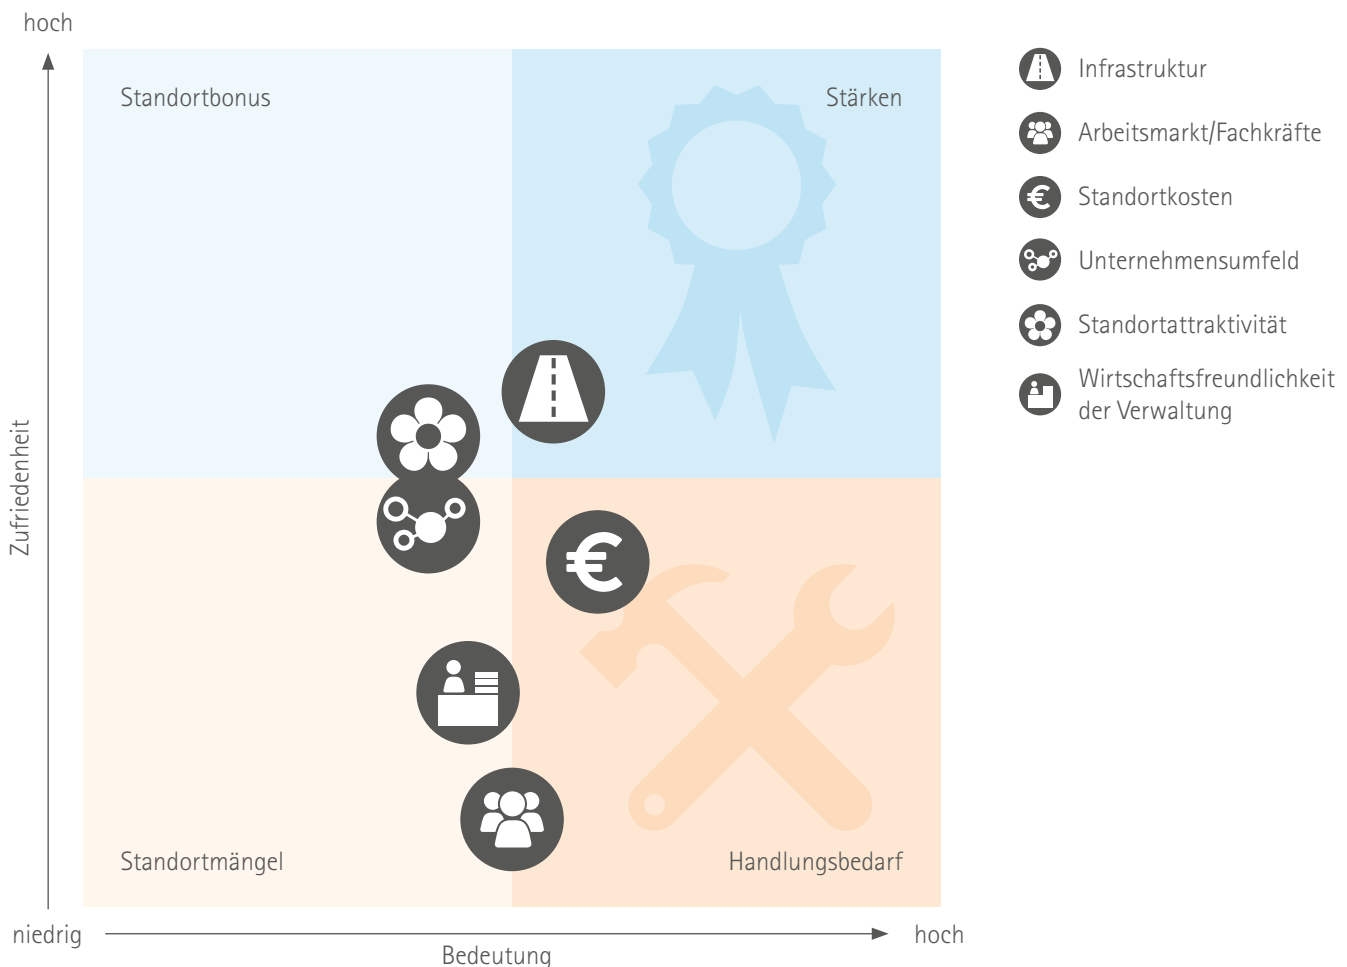 hoch
Standortbonus
Stärken
Standortmängel
Handlungsbedarf
Zufriedenheit
niedrig
Bedeutung
hoch
Infrastruktur
Arbeitsmarkt/Fachkräfte
€
Standortkosten
Unternehmensumfeld
Standortattraktivität
Wirtschaftsfreundlichkeit
der Verwaltung
€